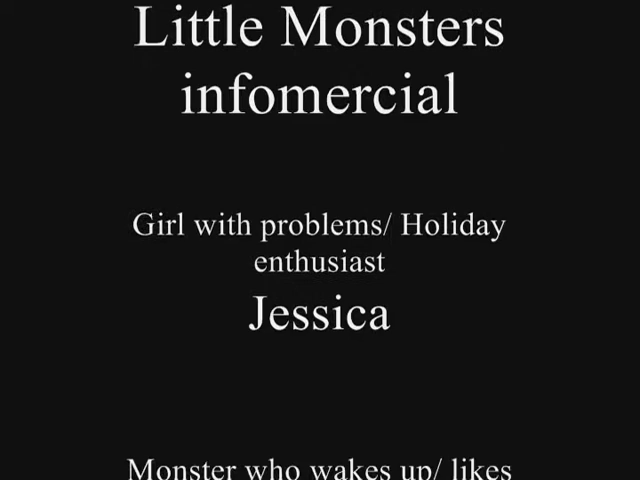 Little Monsters
infomercial
Girl with problems/ Holiday
enthusiast
Jessica
Monster who wakes up/ likes